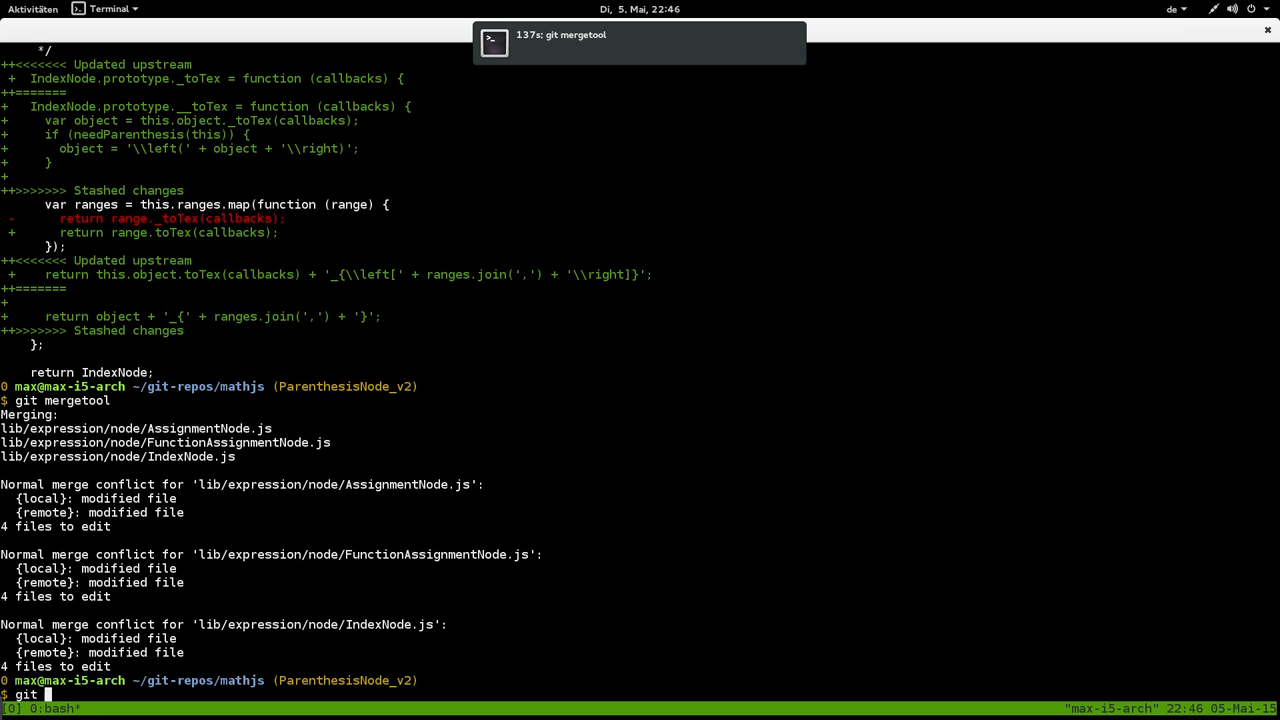 Aktivitäten Terminal Di, 5. Mai, 22:46 de
137s: git mergetool
*/
++<<<<<<< Updated upstream
 +  IndexNode.prototype._toTex = function (callbacks) {
++=======
+   IndexNode.prototype.__toTex = function (callbacks) {
+     var object = this.object._toTex(callbacks);
+     if (needParenthesis(this)) {
+       object = '\\left(' + object + '\\right)';
+     }
+
++>>>>>>> Stashed changes
      var ranges = this.ranges.map(function (range) {
 -      return range._toTex(callbacks);
 +      return range.toTex(callbacks);
      });
++<<<<<<< Updated upstream
 +    return this.object.toTex(callbacks) + '_{\\left[' + ranges.join(',') + '\\right]}';
++=======
+
+     return object + '_{' + ranges.join(',') + '}';
++>>>>>>> Stashed changes
    };
    return IndexNode;
0 max@max-i5-arch ~/git-repos/mathjs (ParenthesisNode_v2)
$ git mergetool
Merging:
lib/expression/node/AssignmentNode.js
lib/expression/node/FunctionAssignmentNode.js
lib/expression/node/IndexNode.js
Normal merge conflict for 'lib/expression/node/AssignmentNode.js':
  {local}: modified file
  {remote}: modified file
4 files to edit
Normal merge conflict for 'lib/expression/node/FunctionAssignmentNode.js':
  {local}: modified file
  {remote}: modified file
4 files to edit
Normal merge conflict for 'lib/expression/node/IndexNode.js':
  {local}: modified file
  {remote}: modified file
4 files to edit
0 max@max-i5-arch ~/git-repos/mathjs (ParenthesisNode_v2)
$ git
[0] 0:bash* "max-i5-arch" 22:46 05-Mai-15